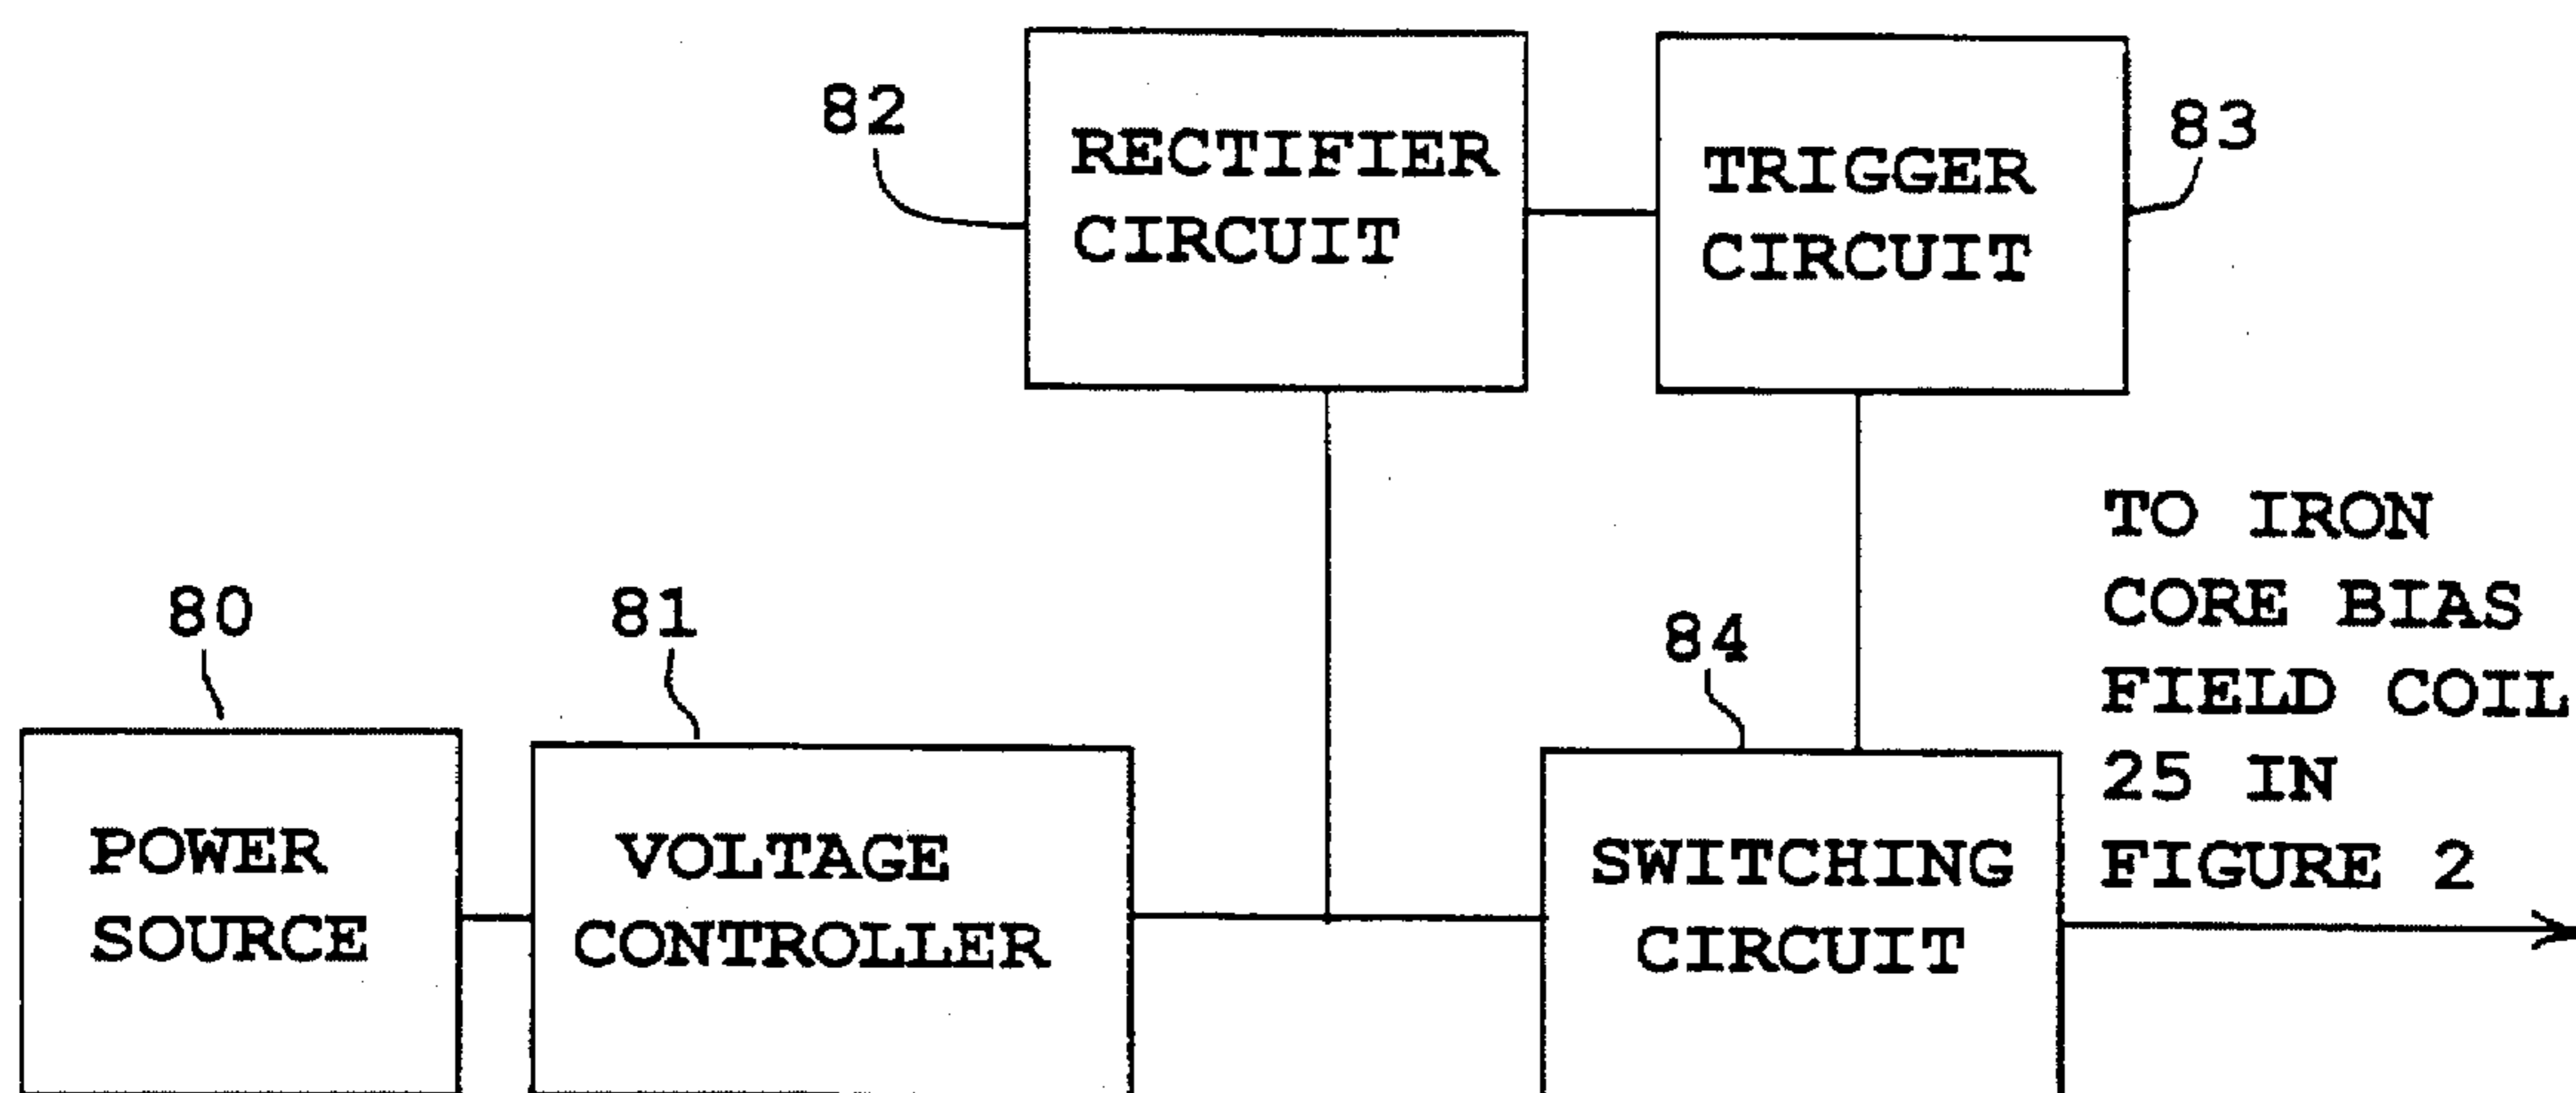 82
RECTIFIER
CIRCUIT
TRIGGER
CIRCUIT
83
80
81
84
TO IRON
CORE BIAS
FIELD COIL
25 IN
FIGURE 2
POWER
SOURCE
VOLTAGE
CONTROLLER
SWITCHING
CIRCUIT